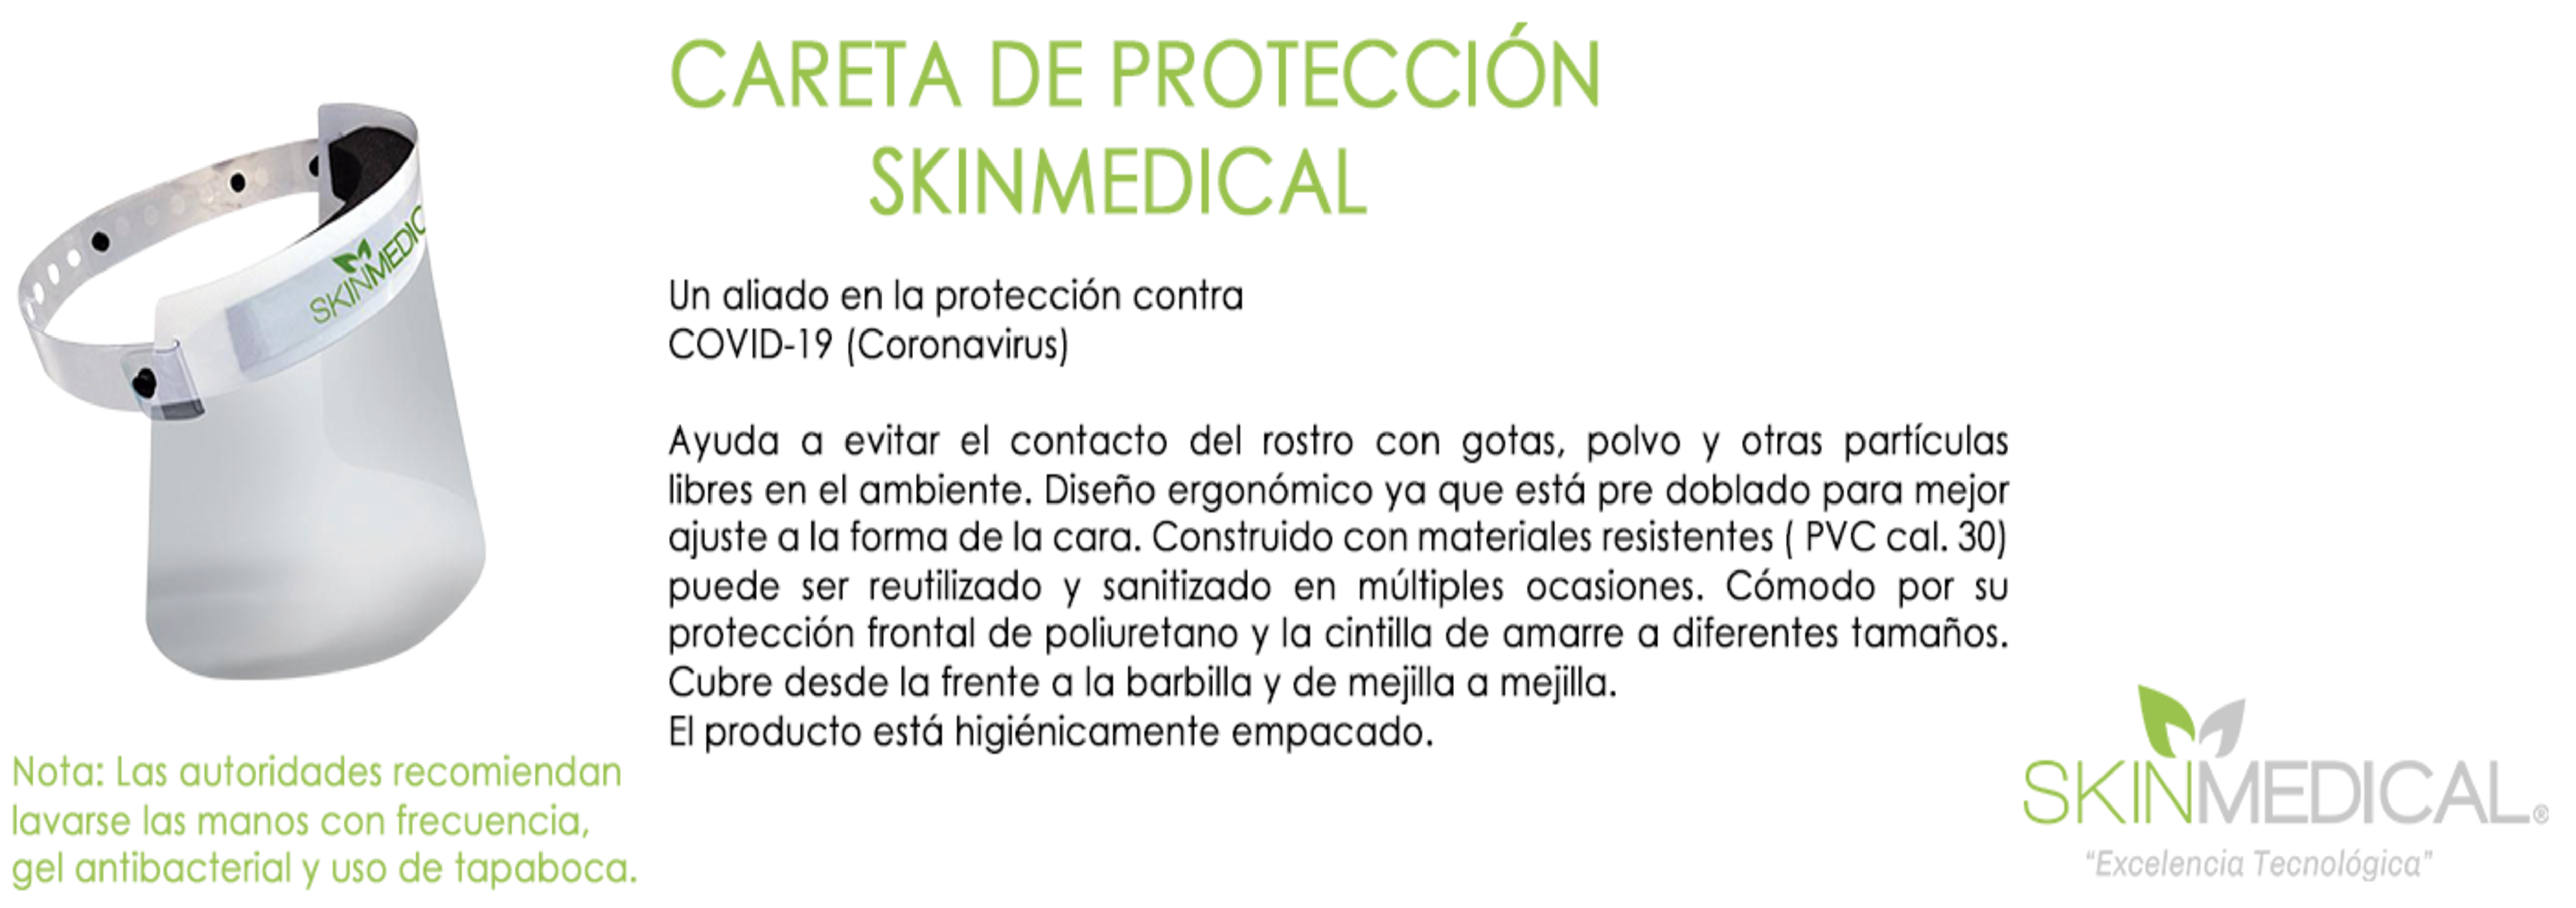 CARETA DE PROTECCIÓN
SKINMEDICAL
Un aliado en la protección contra
COVID-19 (Coronavirus)
Ayuda a evitar el contacto del rostro con gotas, polvo y otras partículas
libres en el ambiente. Diseño ergonómico ya que está pre doblado para mejor
ajuste a la forma de la cara. Construido con materiales resistentes ( PVC cal. 30)
puede ser reutilizado y sanitizado en múltiples ocasiones. Cómodo por su
protección frontal de poliuretano y la cintilla de amarre a diferentes tamaños.
Cubre desde la frente a la barbilla y de mejilla a mejilla.
El producto está higiénicamente empacado.
SKINMEDIC
Nota: Las autoridades recomiendan
lavarse las manos con frecuencia,
gel antibacterial y uso de tapaboca.
SKINMEDICAL®
"Excelencia Tecnológica"